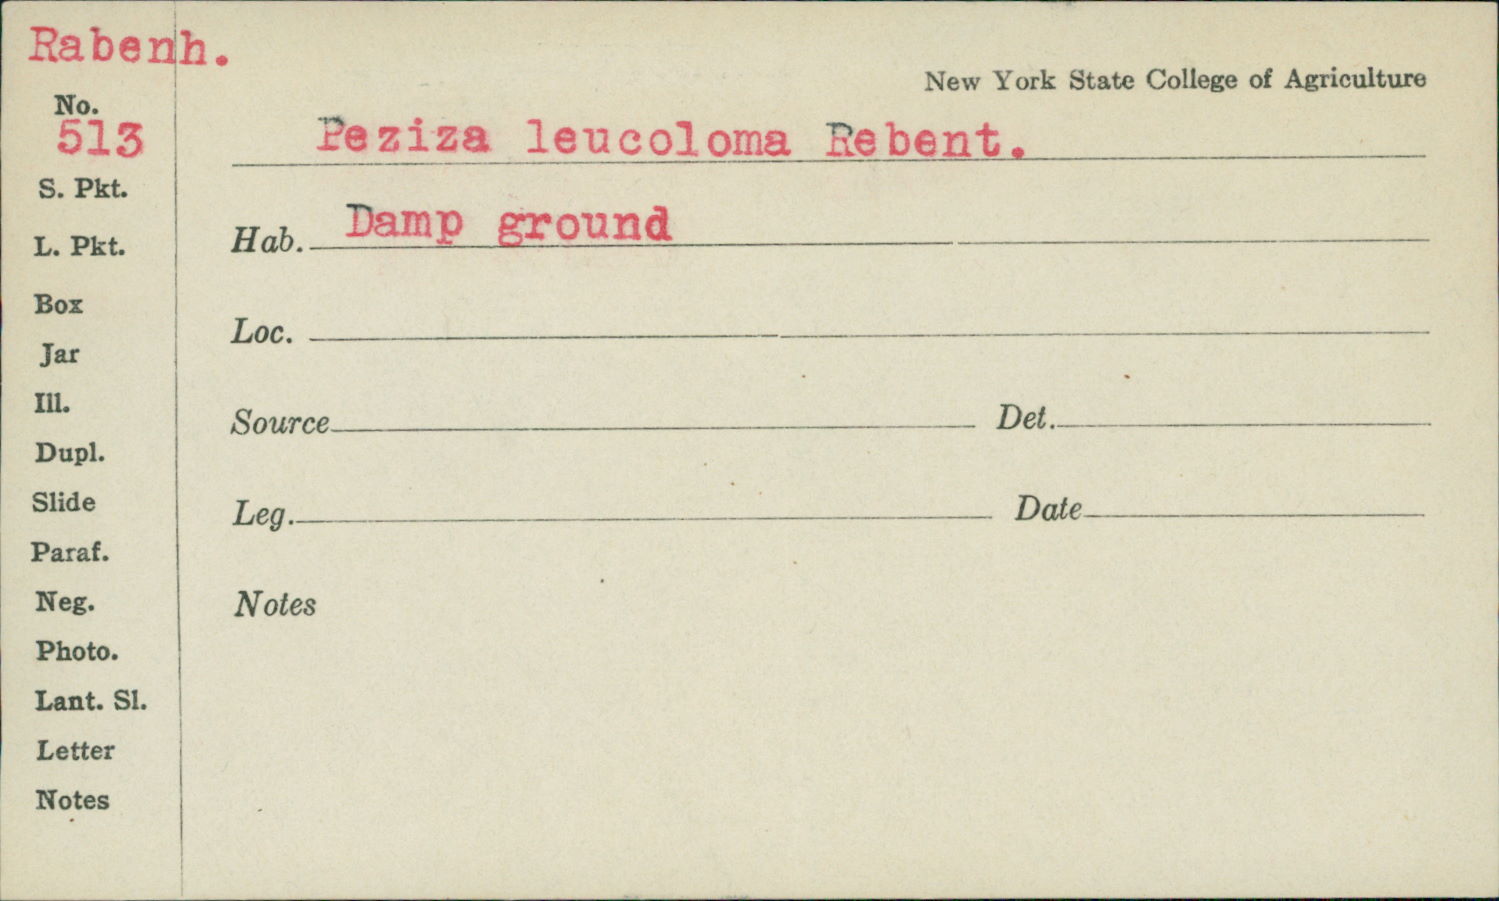 Rabenh.
New York State College of Agriculture
No.
513
Peziza leucoloma Rebent.
S. Pkt.
Hab. Damp ground
L. Pkt.
Box
Loc.
Jar
Ill.
Source Det.
Dupl.
Slide
Leg. Date
Paraf.
Neg.
Notes
Photo.
Lant. Sl.
Letter
Notes